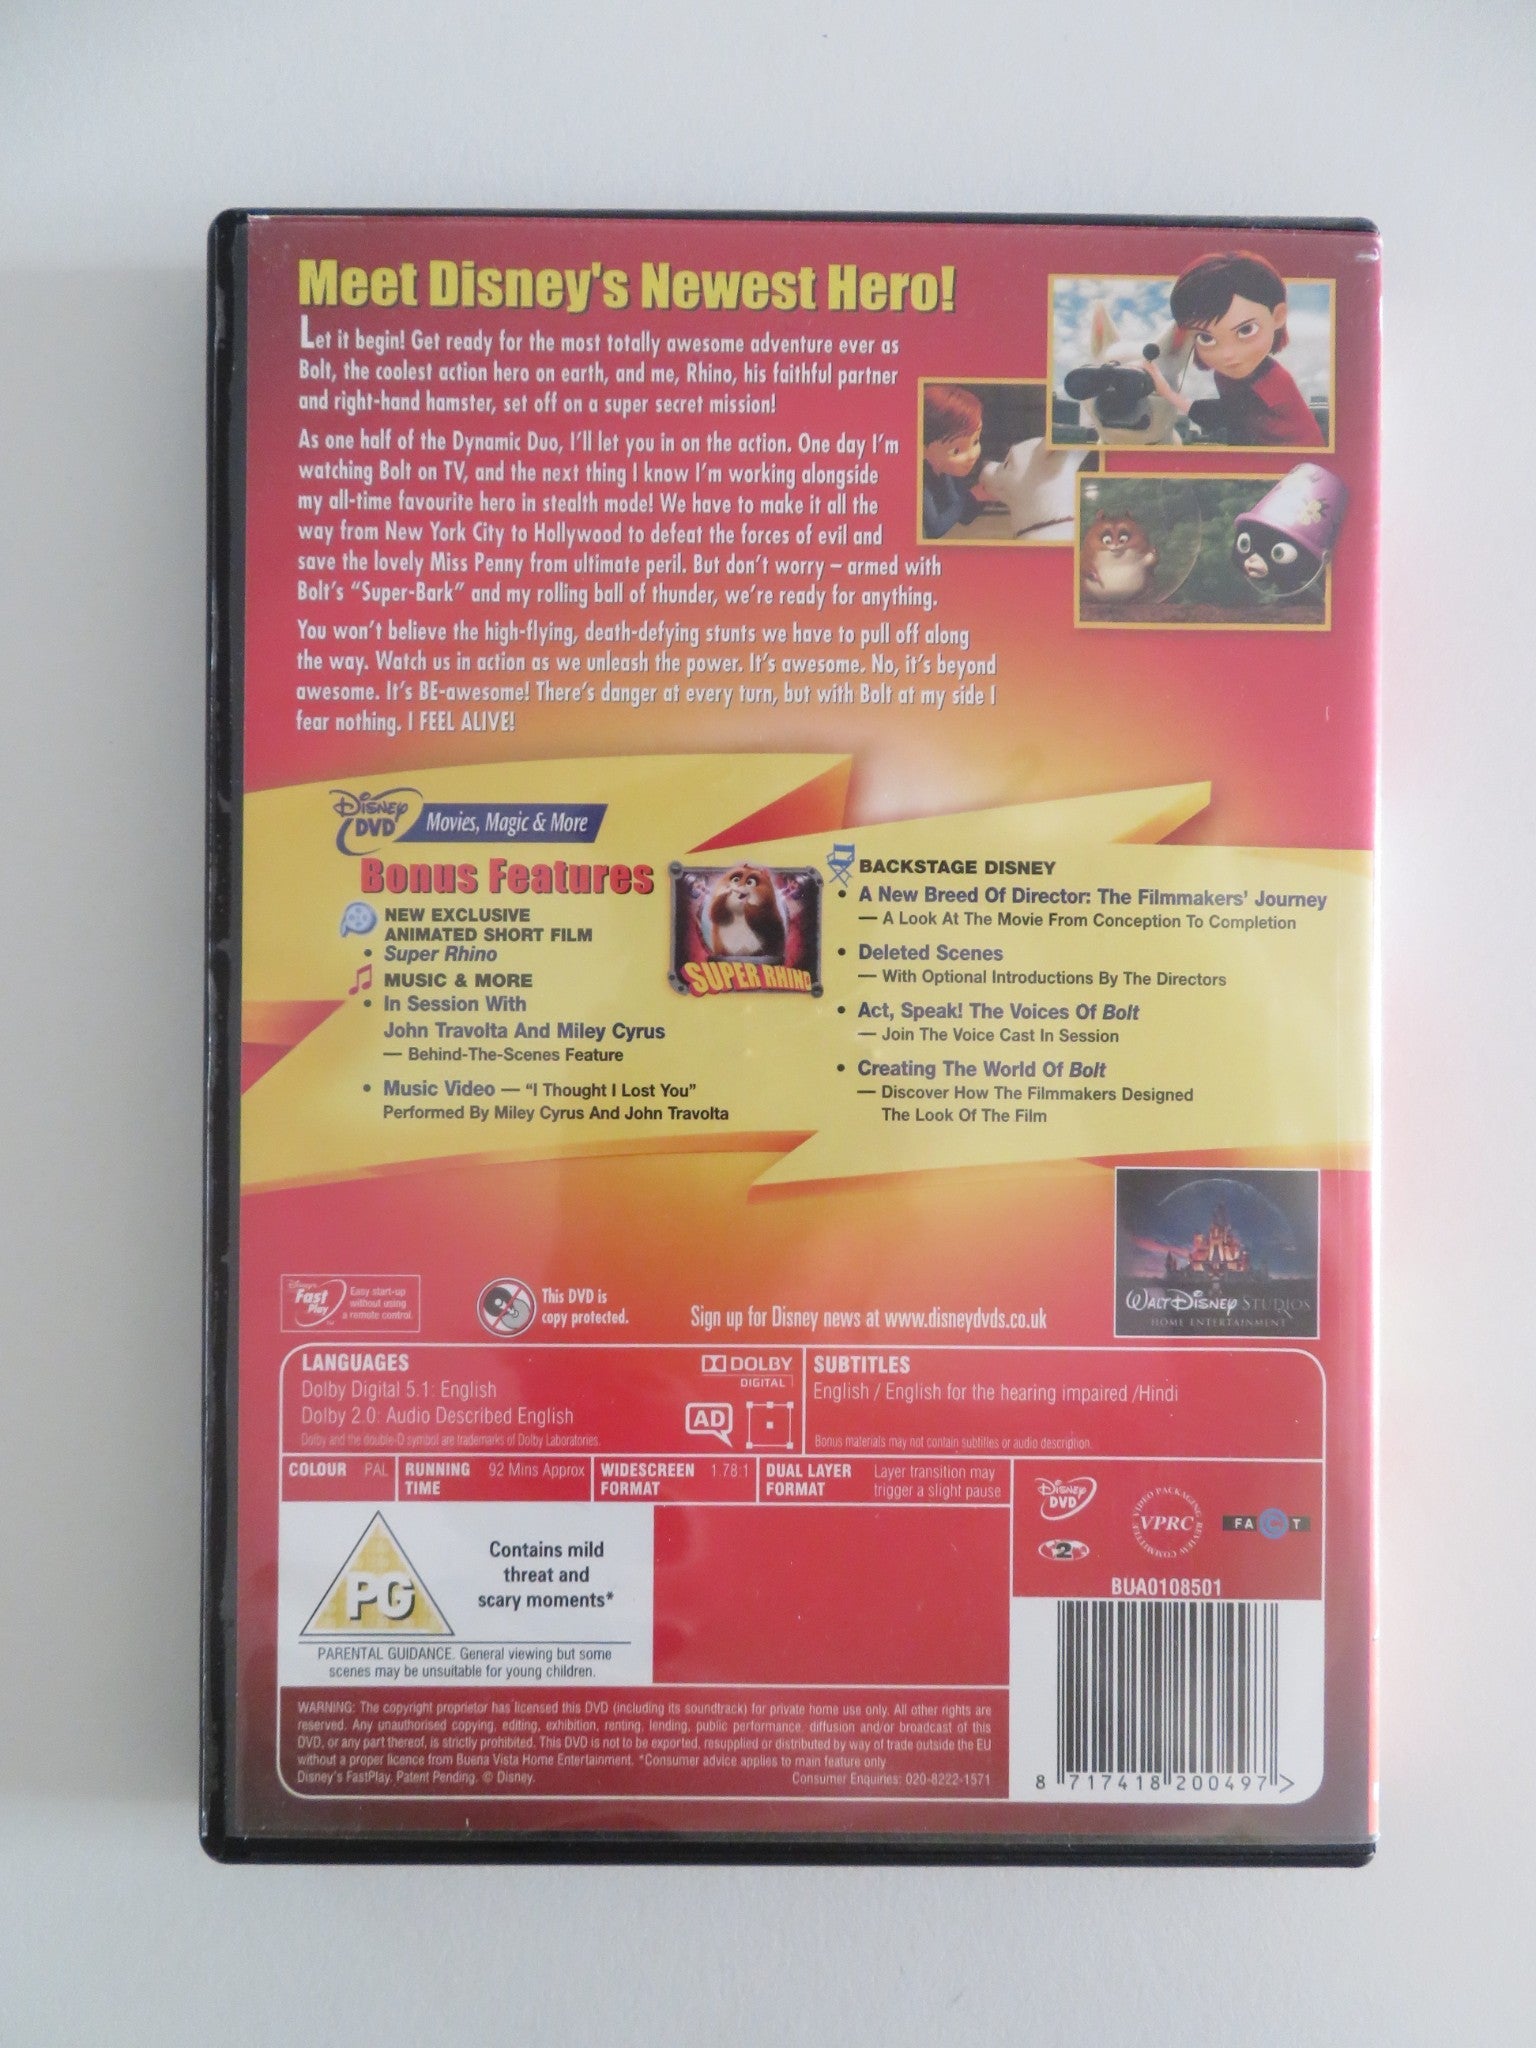 Meet Disney's Newest Hero!
Let it begin! Get ready for the most totally awesome adventure ever as
Bolt, the coolest action hero on earth, and me, Rhino, his faithful partner
and right-hand hamster, set off on a super secret mission!
As one half of the Dynamic Duo, I'll let you in on the action. One day I'm
watching Bolt on TV, and the next thing I know I'm working alongside
my all-time favourite hero in stealth mode! We have to make it all the
way from New York City to Hollywood to defeat the forces of evil and
save the lovely Miss Penny from ultimate peril. But don't worry – armed with
Bolt's "Super-Bark" and my rolling ball of thunder, we're ready for anything.
You won't believe the high-flying, death-defying stunts we have to pull off along
the way. Watch us in action as we unleash the power. It's awesome. No, it's beyond
awesome. It's BE-awesome! There's danger at every turn, but with Bolt at my side I
fear nothing. I FEEL ALIVE!
Disney DVD Movies, Magic & More
Bonus Features
NEW EXCLUSIVE
ANIMATED SHORT FILM
• Super Rhino
MUSIC & MORE
• In Session With
John Travolta And Miley Cyrus
— Behind-The-Scenes Feature
• Music Video — "I Thought I Lost You"
Performed By Miley Cyrus And John Travolta
SUPER RHINO
BACKSTAGE DISNEY
• A New Breed Of Director: The Filmmakers' Journey
— A Look At The Movie From Conception To Completion
• Deleted Scenes
— With Optional Introductions By The Directors
• Act, Speak! The Voices Of Bolt
— Join The Voice Cast In Session
• Creating The World Of Bolt
— Discover How The Filmmakers Designed
The Look Of The Film
WALT DISNEY STUDIOS
HOME ENTERTAINMENT
Disney's Fast Play™
Easy start-up
without using
a remote control.
This DVD is
copy protected.
Sign up for Disney news at www.disneydvds.co.uk
LANGUAGES
Dolby Digital 5.1: English
Dolby 2.0: Audio Described English
Dolby and the double-D symbol are trademarks of Dolby Laboratories.
DOLBY
DIGITAL
AD
SUBTITLES
English / English for the hearing impaired /Hindi
Bonus materials may not contain subtitles or audio description.
COLOUR PAL
RUNNING TIME 92 Mins Approx
WIDESCREEN FORMAT 1.78:1
DUAL LAYER FORMAT Layer transition may
trigger a slight pause
Disney DVD
2
VIDEO PACKAGING REVIEW COMMITTEE
VPRC
FACT
BUA0108501
PG
Contains mild
threat and
scary moments*
PARENTAL GUIDANCE. General viewing but some
scenes may be unsuitable for young children.
WARNING: The copyright proprietor has licensed this DVD (including its soundtrack) for private home use only. All other rights are
reserved. Any unauthorised copying, editing, exhibition, renting, lending, public performance, diffusion and/or broadcast of this
DVD, or any part thereof, is strictly prohibited. This DVD is not to be exported, resupplied or distributed by way of trade outside the EU
without a proper licence from Buena Vista Home Entertainment. *Consumer advice applies to main feature only
Disney's FastPlay. Patent Pending. © Disney.
Consumer Enquiries: 020-8222-1571
8 717418 200497 >